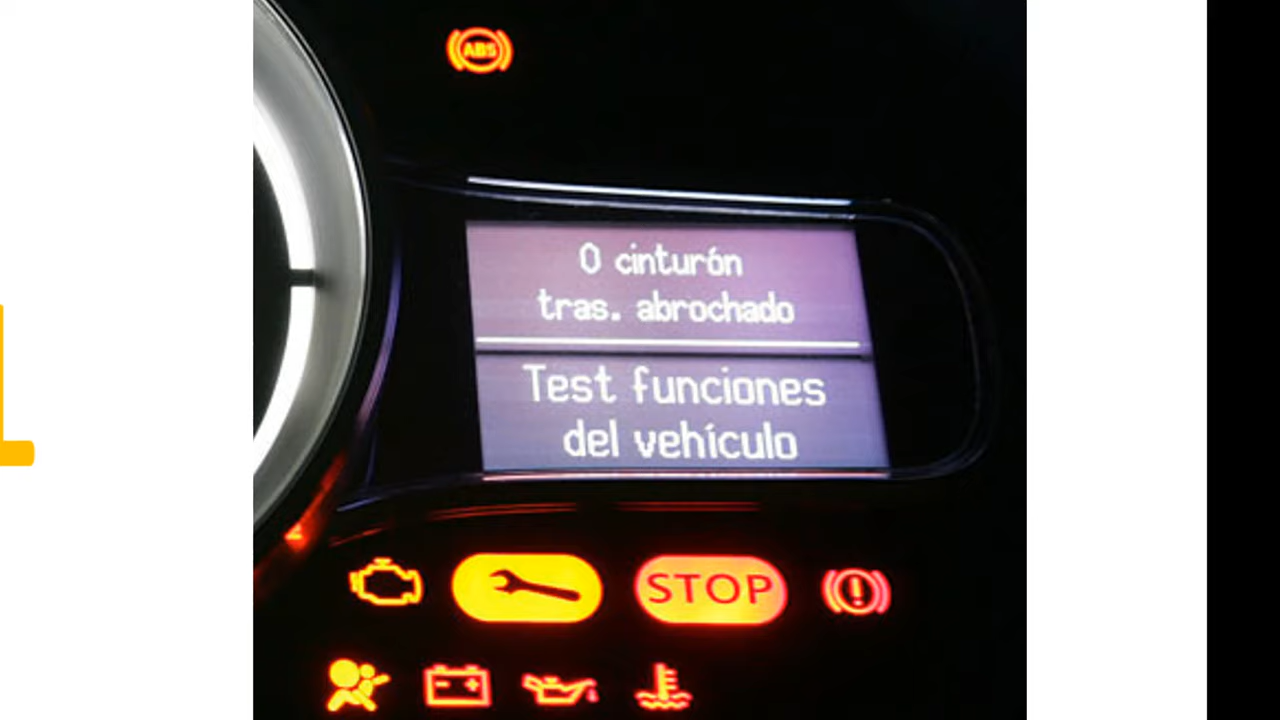 ABS
0 cinturón
tras. abrochado
Test funciones
del vehículo
STOP